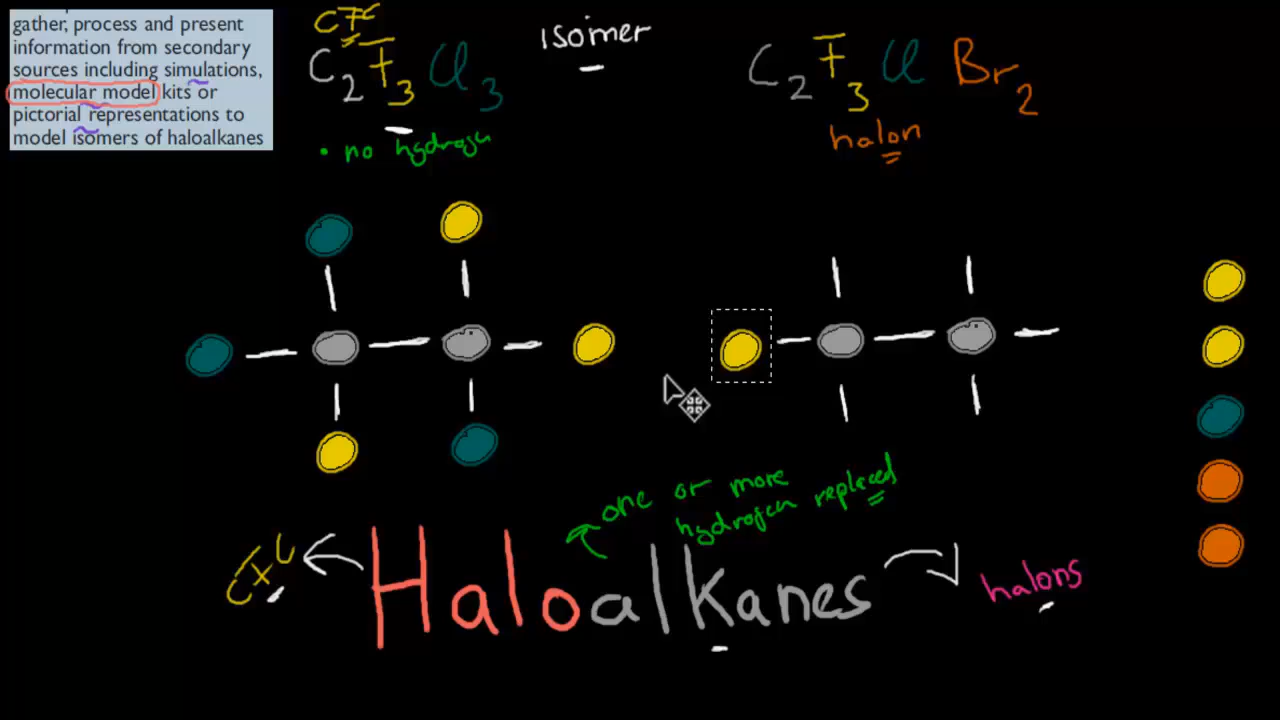 gather, process and present
information from secondary
sources including simulations,
molecular model kits or
pictorial representations to
model isomers of haloalkanes
CFC
C2F3Cl3
• no hydrogen
Isomer
C2F3ClBr2
halon
one or more
hydrogen replaced
CFC
Haloalkanes
halons